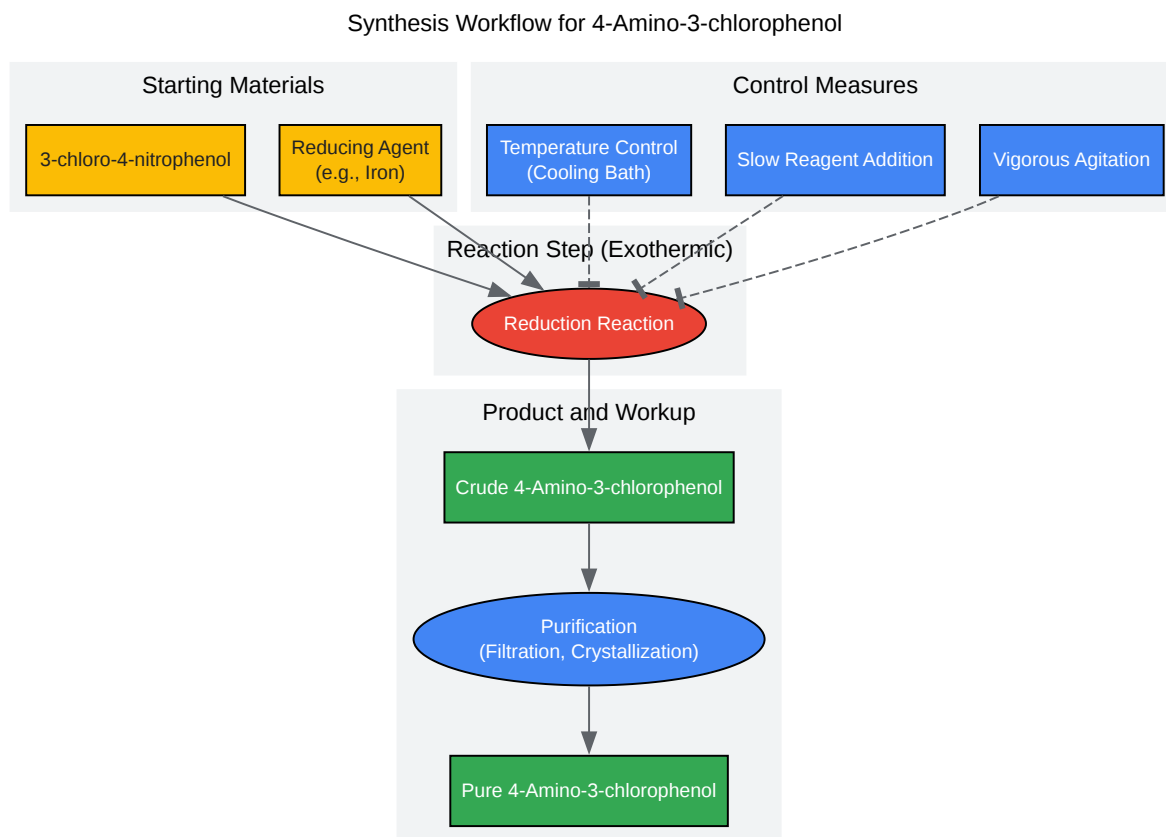 Synthesis Workflow for 4-Amino-3-chlorophenol
Starting Materials
3-chloro-4-nitrophenol
Reducing Agent
(e.g., Iron)
Control Measures
Temperature Control
(Cooling Bath)
Slow Reagent Addition
Vigorous Agitation
Reaction Step (Exothermic)
Reduction Reaction
Product and Workup
Crude 4-Amino-3-chlorophenol
Purification
(Filtration, Crystallization)
Pure 4-Amino-3-chlorophenol